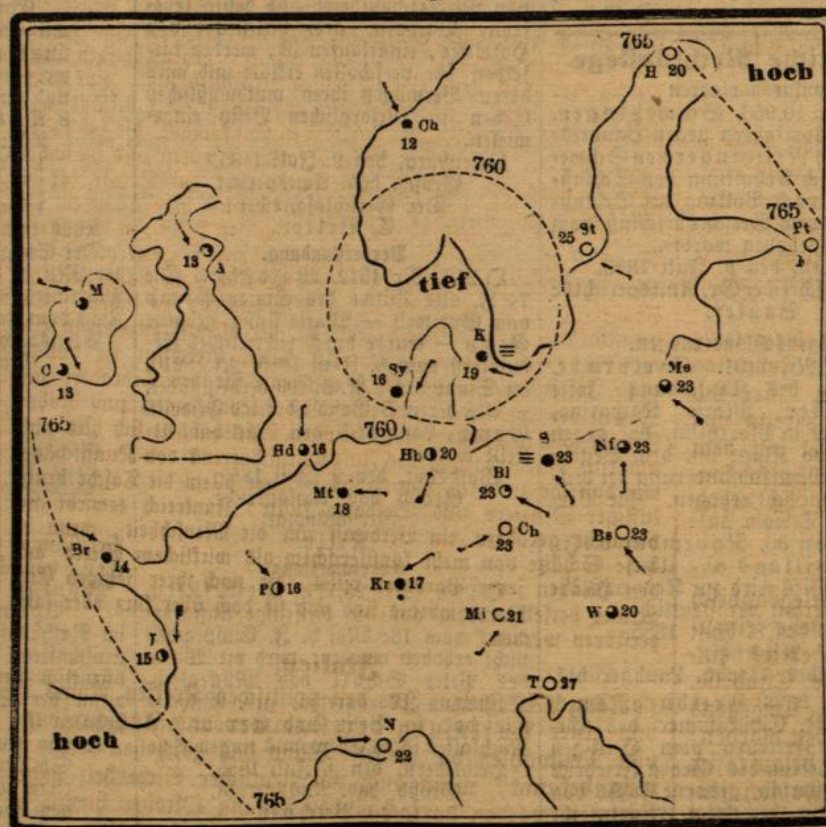 765
H 20
hoch
Ch
12
760
765
Pt
St
25
13 A
M
tief
K
19
Sy
16
C
13
Me
23
765
760
Hd 16
Hb 20
S
23
Nf 23
Mt
18
Bl
23
Ch
23
Bs 23
Br
14
P 16
Kr 17
Mi 21
W 20
15
T 27
hoch
N
22
765